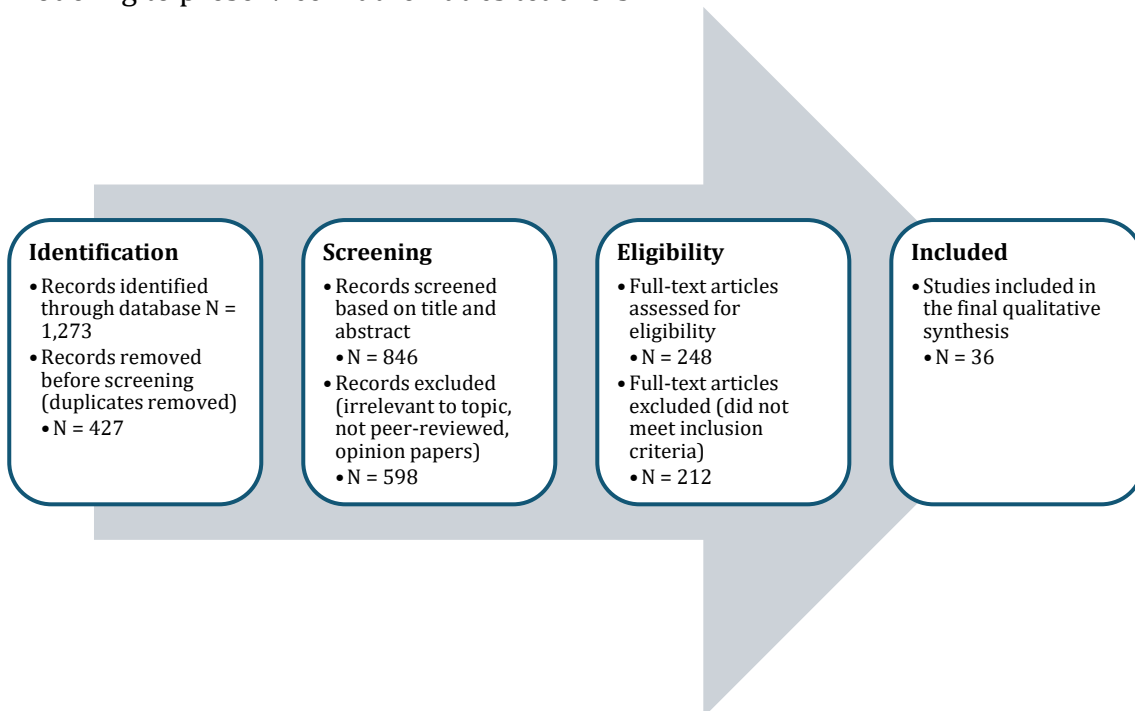 Identification
• Records identified
through database N =
1,273
• Records removed
before screening
(duplicates removed)
• N = 427
Screening
• Records screened
based on title and
abstract
• N = 846
• Records excluded
(irrelevant to topic,
not peer-reviewed,
opinion papers)
• N = 598
Eligibility
• Full-text articles
assessed for
eligibility
• N = 248
• Full-text articles
excluded (did not
meet inclusion
criteria)
• N = 212
Included
• Studies included in
the final qualitative
synthesis
• N = 36